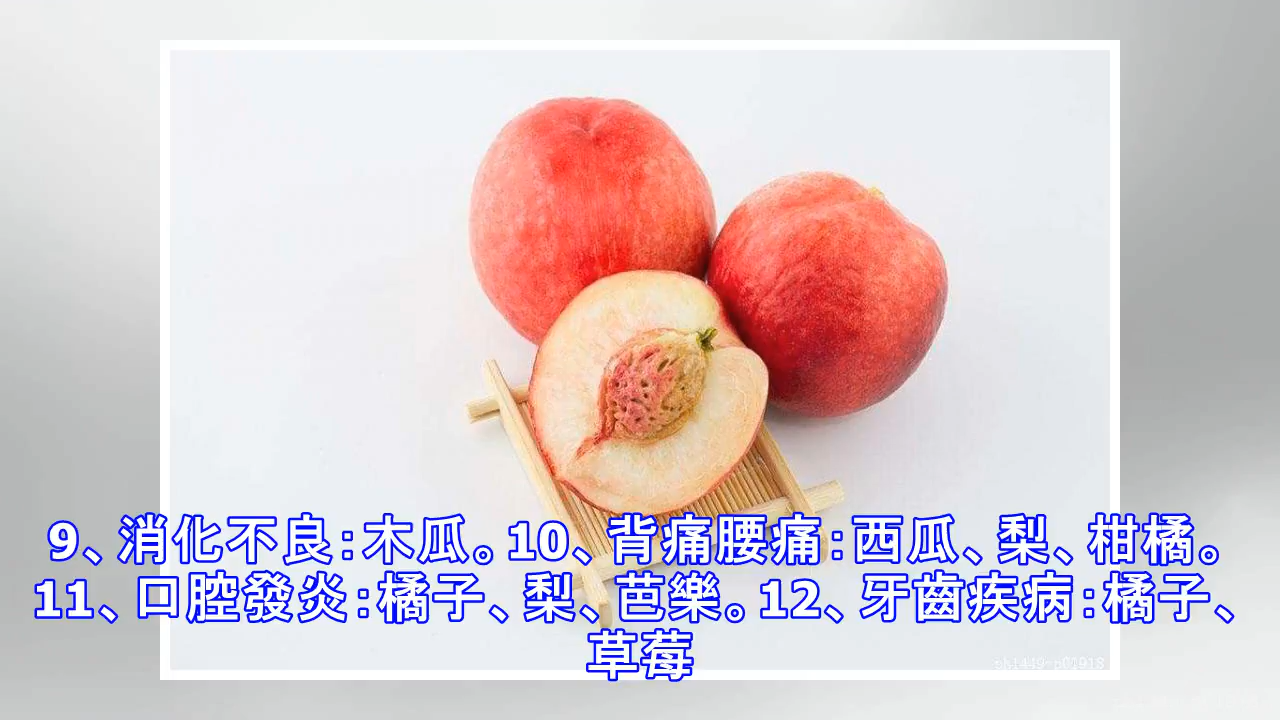 9、消化不良:木瓜。10、背痛腰痛:西瓜、梨、柑橘。
11、口腔發炎:橘子、梨、芭樂。12、牙齒疾病:橘子、
草莓